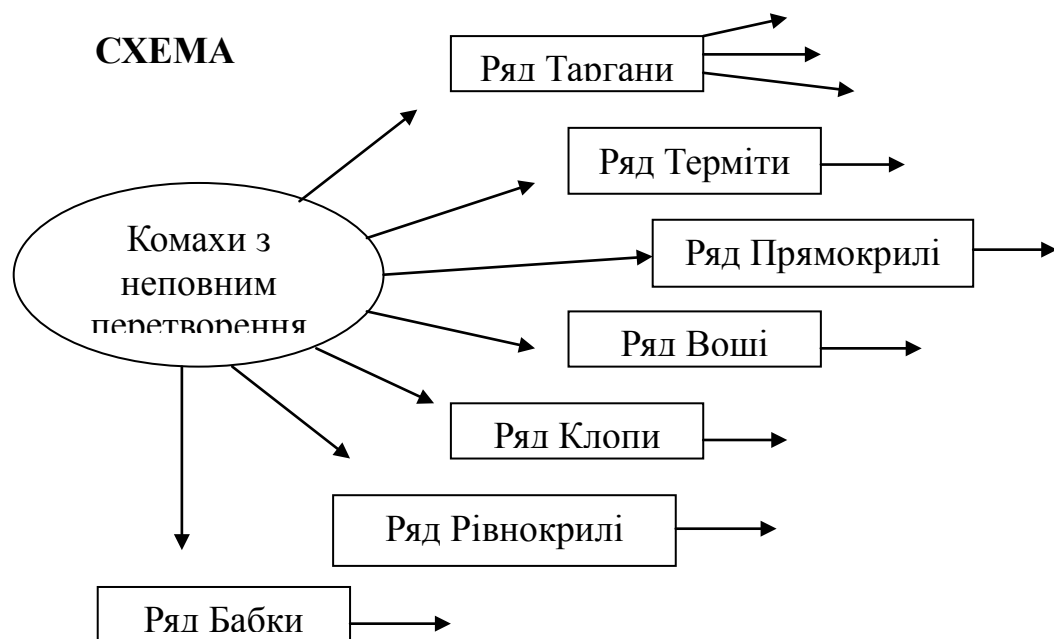 СХЕМА
Ряд Таргани
Ряд Терміти
Ряд Прямокрилі
Комахи з
неповним
перетворення
Ряд Воші
Ряд Клопи
Ряд Рівнокрилі
Ряд Бабки